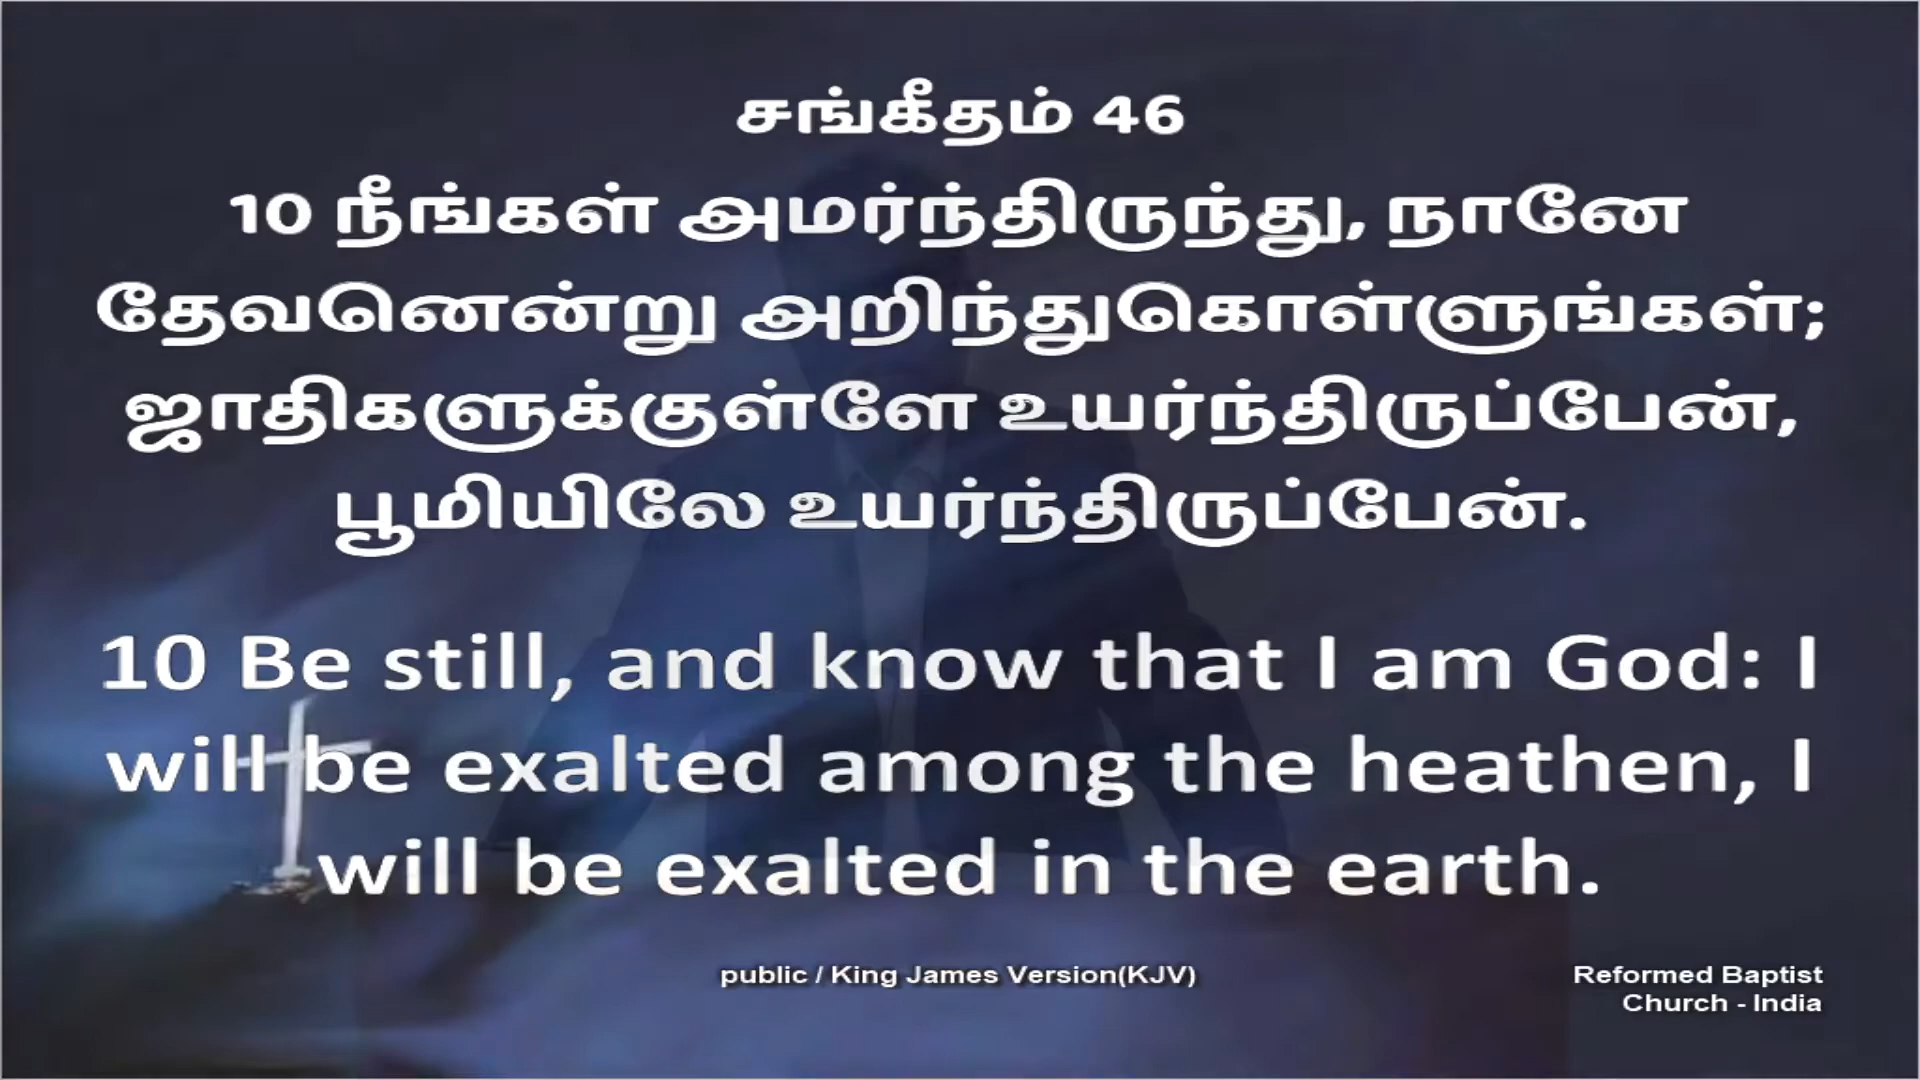 சங்கீதம் 46
10 நீங்கள் அமர்ந்திருந்து, நானே
தேவனென்று அறிந்துகொள்ளுங்கள்;
ஜாதிகளுக்குள்ளே உயர்ந்திருப்பேன்,
பூமியிலே உயர்ந்திருப்பேன்.
10 Be still, and know that I am God: I
will be exalted among the heathen, I
will be exalted in the earth.
public / King James Version(KJV)
Reformed Baptist
Church - India